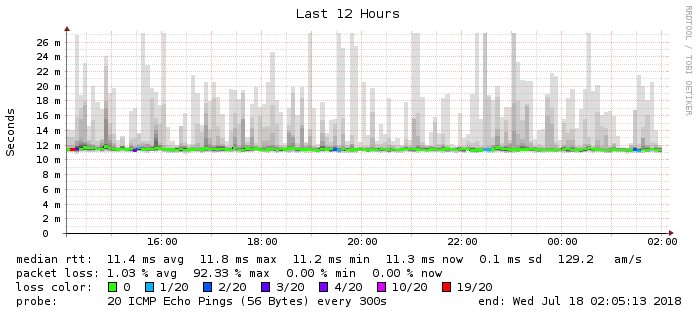 Last 12 Hours
RRDTOOL / TOBI OETIKER
Seconds
26 m
24 m
22 m
20 m
18 m
16 m
14 m
12 m
10 m
8 m
6 m
4 m
2 m
0
16:00 18:00 20:00 22:00 00:00 02:00
median rtt: 11.4 ms avg 11.8 ms max 11.2 ms min 11.3 ms now 0.1 ms sd 129.2 am/s
packet loss: 1.03 % avg 92.33 % max 0.00 % min 0.00 % now
loss color: 0 1/20 2/20 3/20 4/20 10/20 19/20
probe: 20 ICMP Echo Pings (56 Bytes) every 300s end: Wed Jul 18 02:05:13 2018